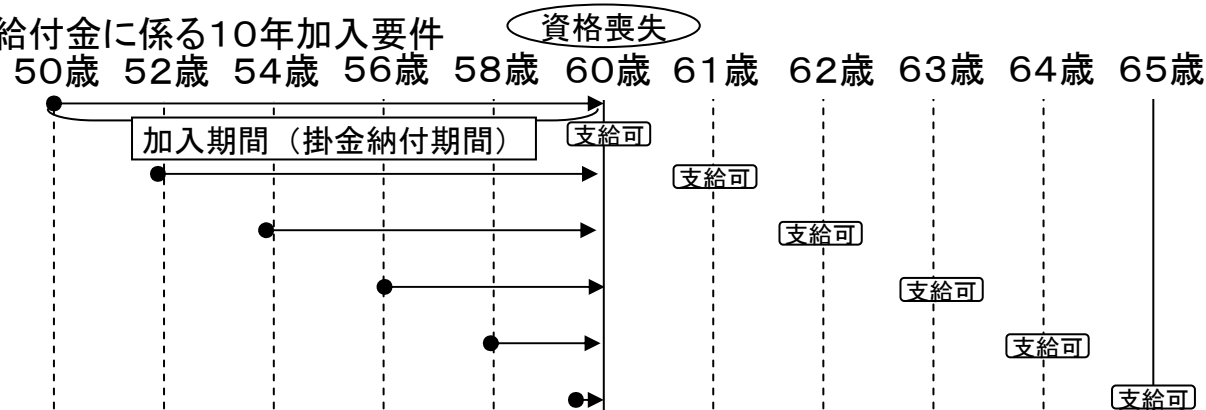 給付金に係る10年加入要件
資格喪失
50歳 52歳 54歳 56歳 58歳 60歳 61歳 62歳 63歳 64歳 65歳
加入期間（掛金納付期間）
支給可
支給可
支給可
支給可
支給可
支給可